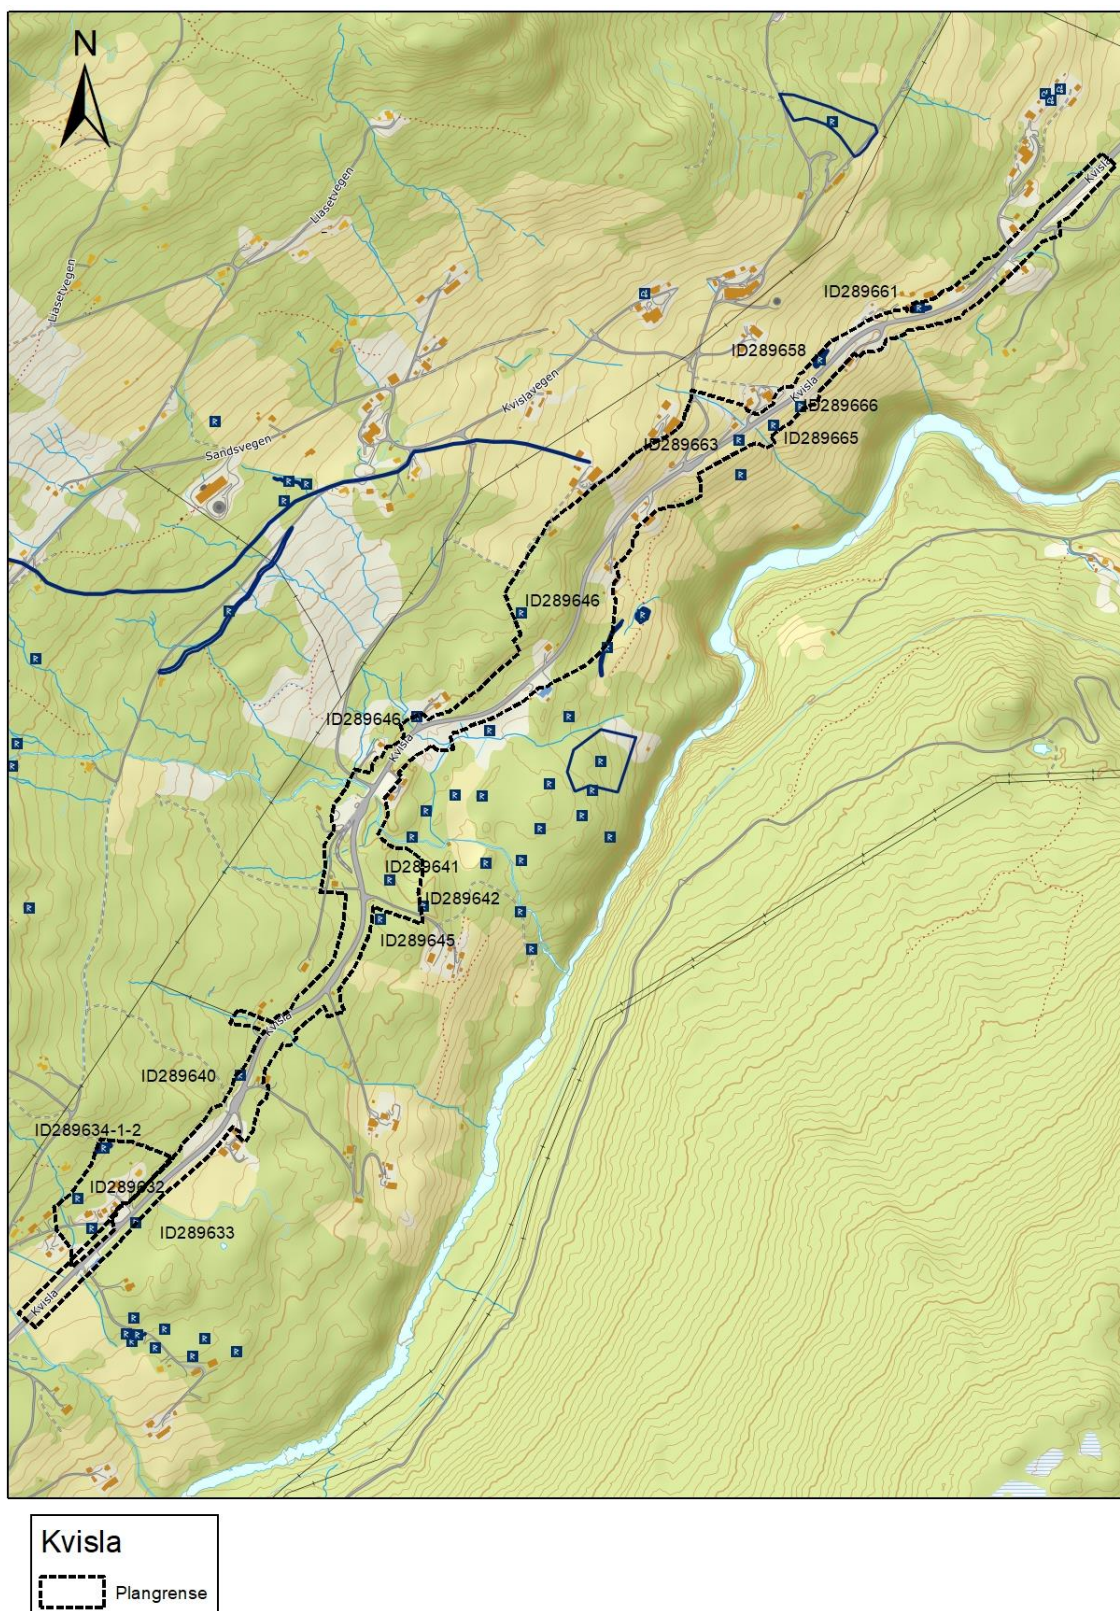 N
Liasetvegen
Liasetvegen
Kvisla
ID289661
ID289658
Kvisla
Kvislavegen
ID289666
Sandsvegen
ID289663
ID289665
ID289646
ID289646
Kvisla
ID289641
ID289642
ID289645
Kvisla
ID289640
ID289634-1-2
ID289632
ID289633
Kvisla
Kvisla
Plangrense